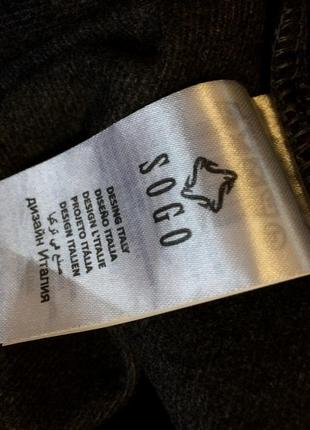 SOGO
DESING ITALY
DISEÑO ITALIA
DESIGN L'ITALIE
PROJETO ITÁLIA
DESIGN ITALIEN
дизайн Италия